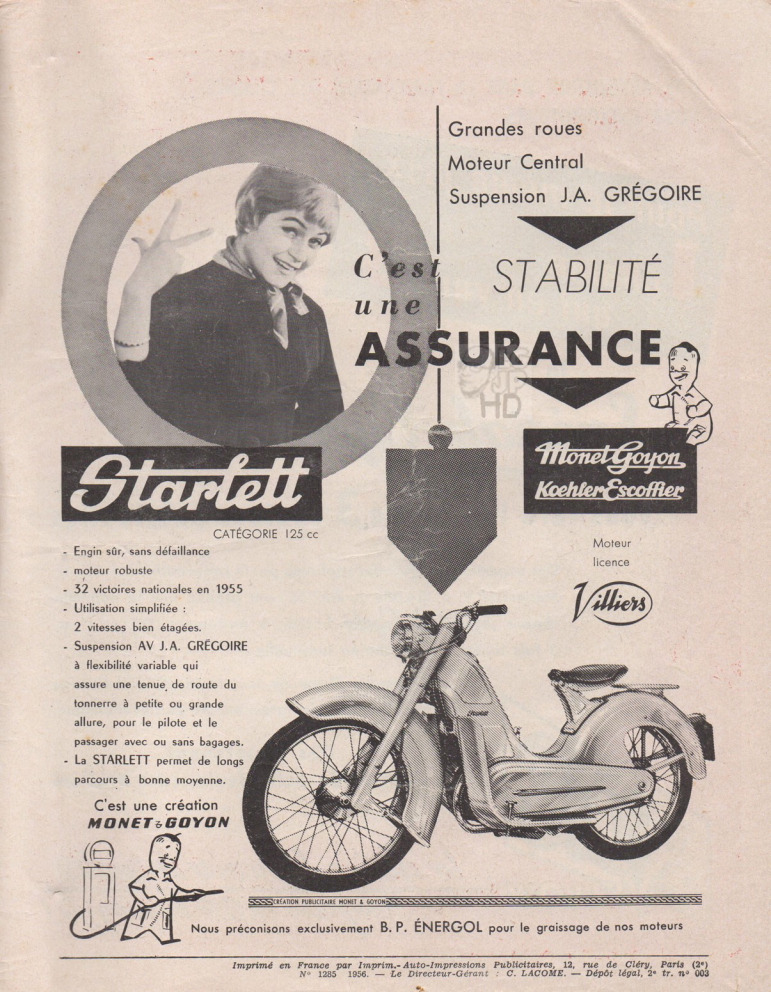 Grandes roues
Moteur Central
Suspension J.A. GRÉGOIRE
STABILITÉ
C'est
une
ASSURANCE
JP
HD
Starlett
CATÉGORIE 125 cc
- Engin sûr, sans défaillance
- moteur robuste
- 32 victoires nationales en 1955
- Utilisation simplifiée :
2 vitesses bien étagées.
- Suspension AV J.A. GRÉGOIRE
à flexibilité variable qui
assure une tenue de route du
tonnerre à petite ou grande
allure, pour le pilote et le
passager avec ou sans bagages.
- La STARLETT permet de longs
parcours à bonne moyenne.
C'est une création
MONET & GOYON
Monet Goyon
Koehler Escoffier
Moteur
licence
Villiers
CRÉATION PUBLICITAIRE MONET & GOYON
Nous préconisons exclusivement B. P. ÉNERGOL pour le graissage de nos moteurs
Imprimé en France par Imprim.-Auto-Impressions Publicitaires, 12, rue de Cléry, Paris (2e)
N° 1285 1956. — Le Directeur-Gérant : C. LACOME. — Dépôt légal, 2e tr. n° 003